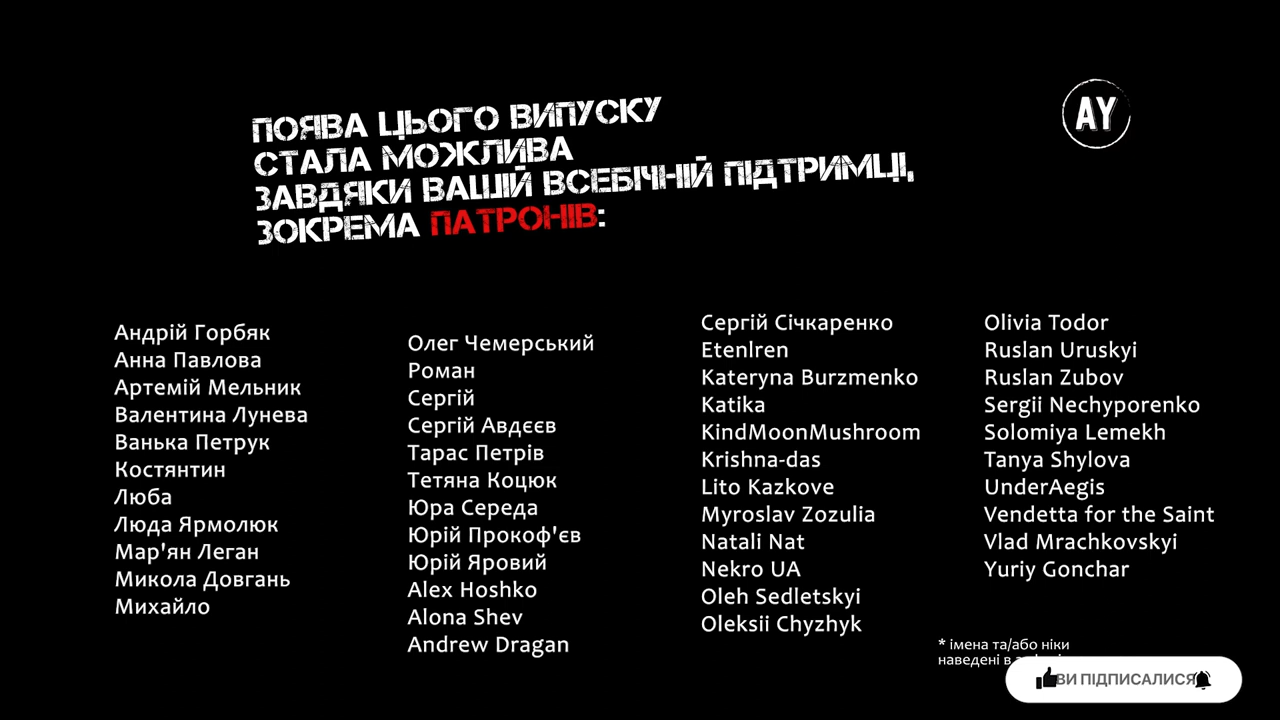 ПОЯВА ЦЬОГО ВИПУСКУ
СТАЛА МОЖЛИВА
ЗАВДЯКИ ВАШІЙ ВСЕБІЧНІЙ ПІДТРИМЦІ,
ЗОКРЕМА ПАТРОНІВ:
AY
Андрій Горбяк
Анна Павлова
Артемій Мельник
Валентина Лунева
Ванька Петрук
Костянтин
Люба
Люда Ярмолюк
Мар'ян Леган
Микола Довгань
Михайло
Олег Чемерський
Роман
Сергій
Сергій Авдєєв
Тарас Петрів
Тетяна Коцюк
Юра Середа
Юрій Прокоф'єв
Юрій Яровий
Alex Hoshko
Alona Shev
Andrew Dragan
Сергій Січкаренко
Etenlren
Kateryna Burzmenko
Katika
KindMoonMushroom
Krishna-das
Lito Kazkove
Myroslav Zozulia
Natali Nat
Nekro UA
Oleh Sedletskyi
Oleksii Chyzhyk
Olivia Todor
Ruslan Uruskyi
Ruslan Zubov
Sergii Nechyporenko
Solomiya Lemekh
Tanya Shylova
UnderAegis
Vendetta for the Saint
Vlad Mrachkovskyi
Yuriy Gonchar
* імена та/або ніки
наведені в
ВИ ПІДПИСАЛИСЯ